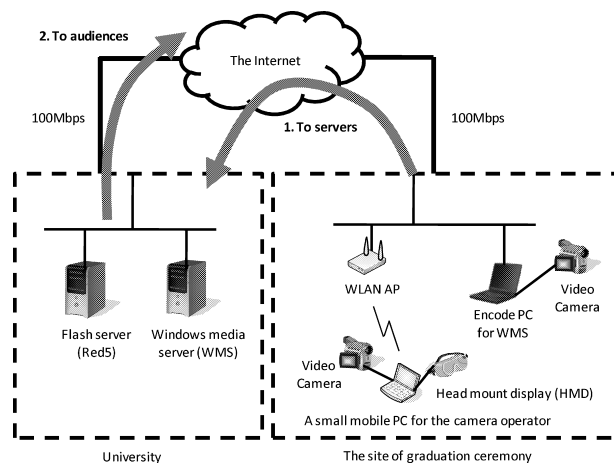 2. To audiences
The Internet
100Mbps
1. To servers
100Mbps
WLAN AP
Encode PC
for WMS
Video
Camera
Flash server
(Red5)
Windows media
server (WMS)
Video
Camera
Head mount display (HMD)
A small mobile PC for the camera operator
University
The site of graduation ceremony